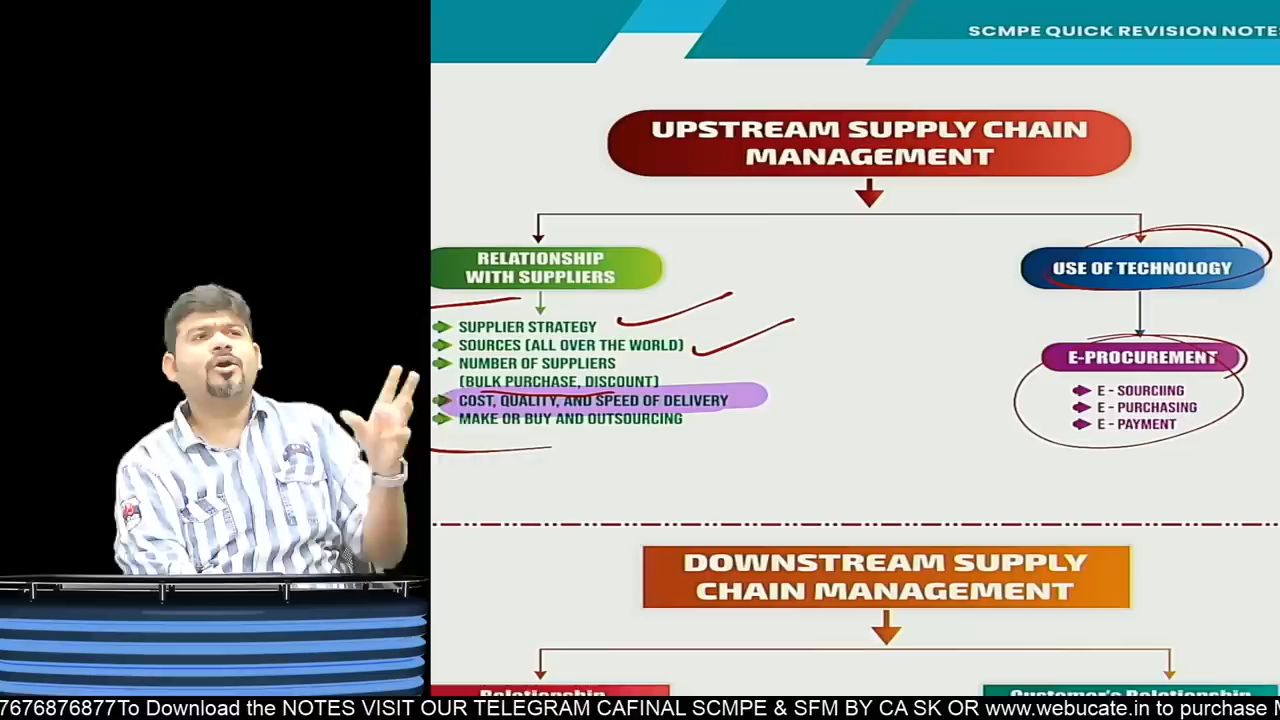 SCMPE QUICK REVISION NOTE
UPSTREAM SUPPLY CHAIN
MANAGEMENT
RELATIONSHIP
WITH SUPPLIERS
SUPPLIER STRATEGY
SOURCES (ALL OVER THE WORLD)
NUMBER OF SUPPLIERS
(BULK PURCHASE, DISCOUNT)
COST, QUALITY, AND SPEED OF DELIVERY
MAKE OR BUY AND OUTSOURCING
USE OF TECHNOLOGY
E-PROCUREMENT
E - SOURCING
E - PURCHASING
E - PAYMENT
DOWNSTREAM SUPPLY
CHAIN MANAGEMENT
Relationship
Customer's Relationship
7676876877To Download the NOTES VISIT OUR TELEGRAM CAFINAL SCMPE & SFM BY CA SK OR www.webucate.in to purchase